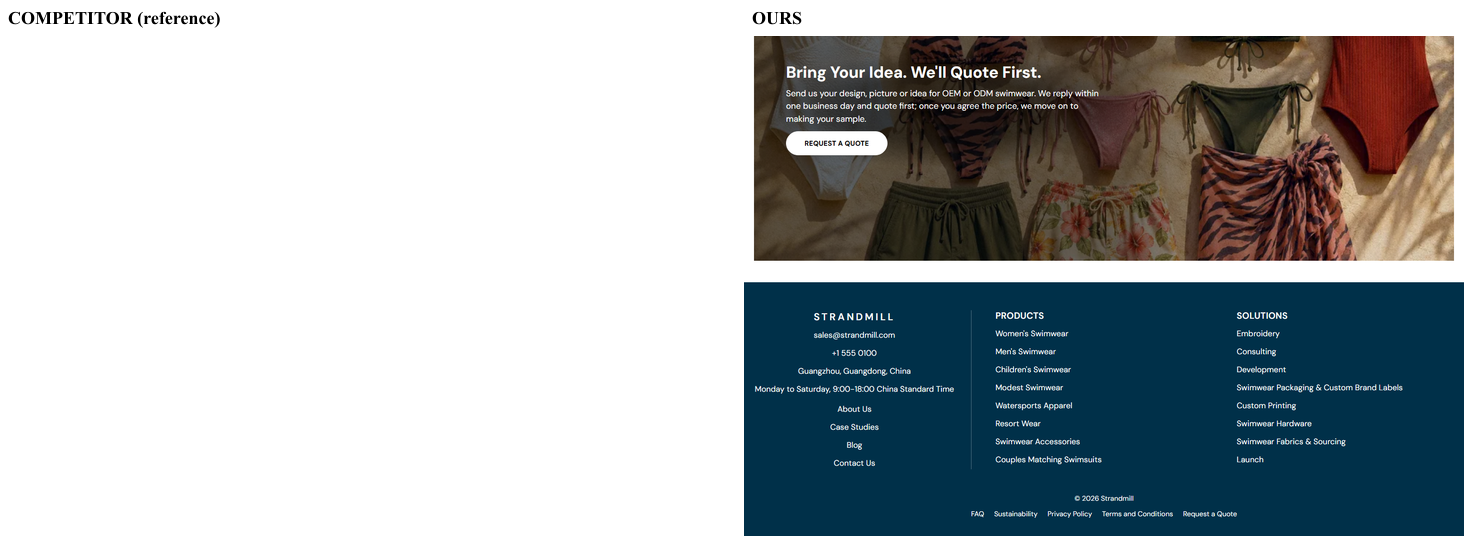 COMPETITOR (reference)
OURS
Bring Your Idea. We'll Quote First.
Send us your design, picture or idea for OEM or ODM swimwear. We reply within
one business day and quote first; once you agree the price, we move on to
making your sample.
REQUEST A QUOTE
STRANDMILL
sales@strandmill.com
+1 555 0100
Guangzhou, Guangdong, China
Monday to Saturday, 9:00-18:00 China Standard Time
About Us
Case Studies
Blog
Contact Us
PRODUCTS
Women's Swimwear
Men's Swimwear
Children's Swimwear
Modest Swimwear
Watersports Apparel
Resort Wear
Swimwear Accessories
Couples Matching Swimsuits
SOLUTIONS
Embroidery
Consulting
Development
Swimwear Packaging & Custom Brand Labels
Custom Printing
Swimwear Hardware
Swimwear Fabrics & Sourcing
Launch
© 2026 Strandmill
FAQ Sustainability Privacy Policy Terms and Conditions Request a Quote